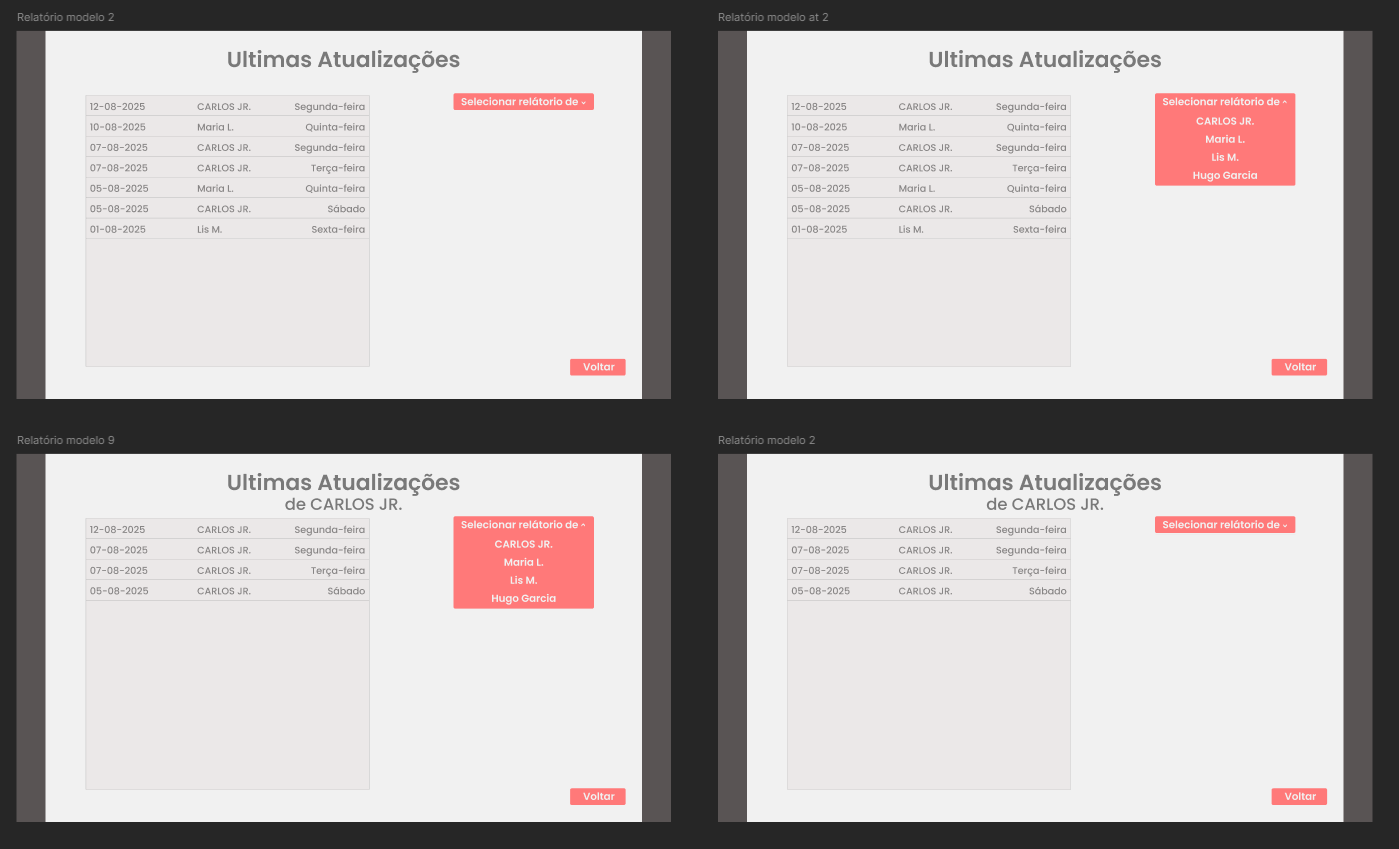 Relatório modelo 2
Ultimas Atualizações
12-08-2025 CARLOS JR. Segunda-feira
10-08-2025 Maria L. Quinta-feira
07-08-2025 CARLOS JR. Segunda-feira
07-08-2025 CARLOS JR. Terça-feira
05-08-2025 Maria L. Quinta-feira
05-08-2025 CARLOS JR. Sábado
01-08-2025 Lis M. Sexta-feira
Selecionar relátorio de
Voltar
Relatório modelo at 2
Ultimas Atualizações
12-08-2025 CARLOS JR. Segunda-feira
10-08-2025 Maria L. Quinta-feira
07-08-2025 CARLOS JR. Segunda-feira
07-08-2025 CARLOS JR. Terça-feira
05-08-2025 Maria L. Quinta-feira
05-08-2025 CARLOS JR. Sábado
01-08-2025 Lis M. Sexta-feira
Selecionar relátorio de
CARLOS JR.
Maria L.
Lis M.
Hugo Garcia
Voltar
Relatório modelo 9
Ultimas Atualizações
de CARLOS JR.
12-08-2025 CARLOS JR. Segunda-feira
07-08-2025 CARLOS JR. Segunda-feira
07-08-2025 CARLOS JR. Terça-feira
05-08-2025 CARLOS JR. Sábado
Selecionar relátorio de
CARLOS JR.
Maria L.
Lis M.
Hugo Garcia
Voltar
Relatório modelo 2
Ultimas Atualizações
de CARLOS JR.
12-08-2025 CARLOS JR. Segunda-feira
07-08-2025 CARLOS JR. Segunda-feira
07-08-2025 CARLOS JR. Terça-feira
05-08-2025 CARLOS JR. Sábado
Selecionar relátorio de
Voltar